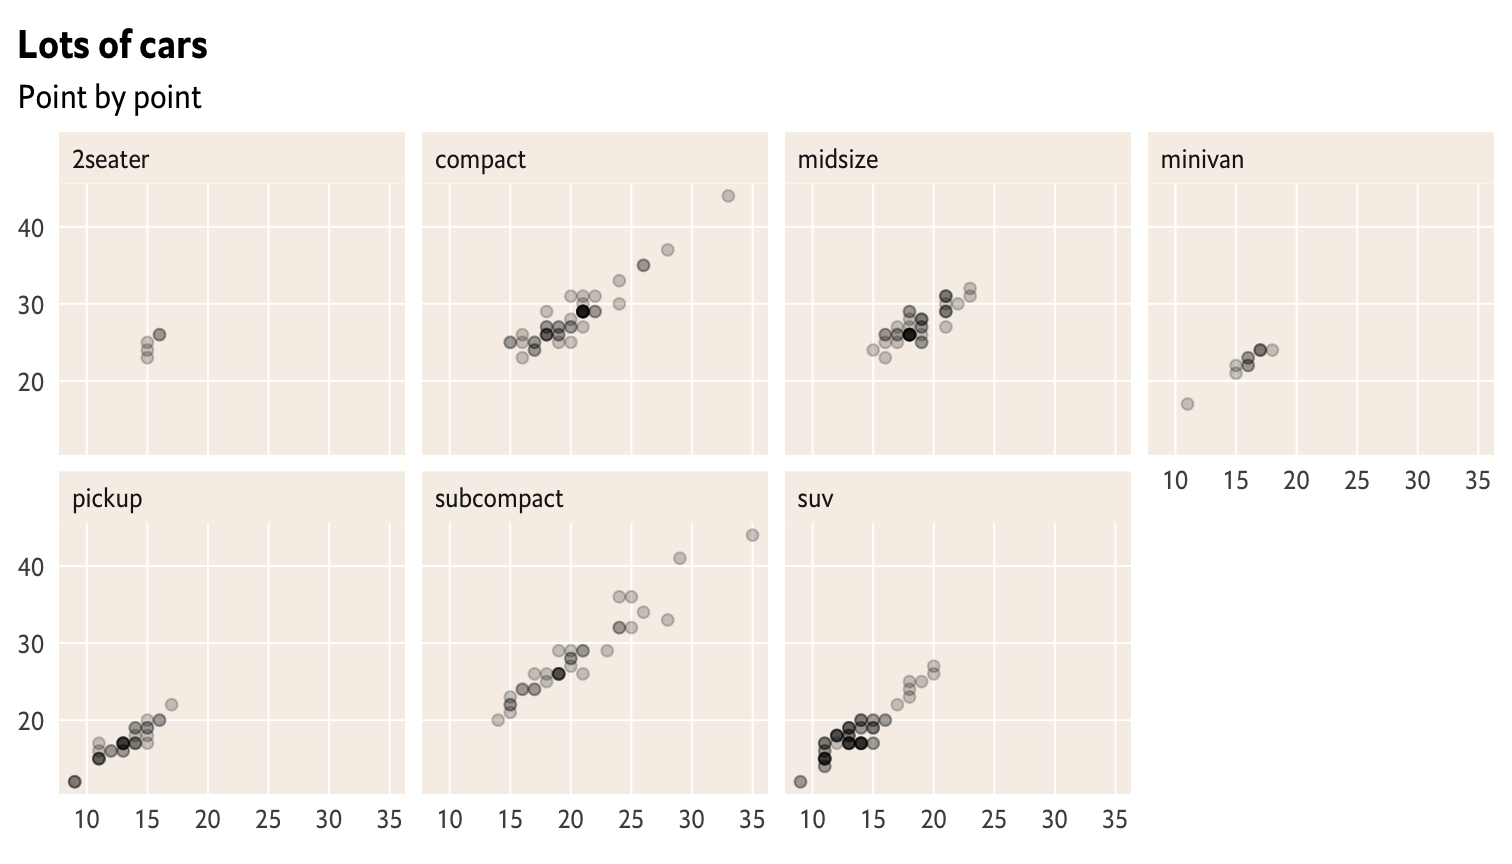 Lots of cars
Point by point
2seater compact midsize minivan
40
30
20
10 15 20 25 30 35
pickup subcompact suv
40
30
20
10 15 20 25 30 35 10 15 20 25 30 35 10 15 20 25 30 35